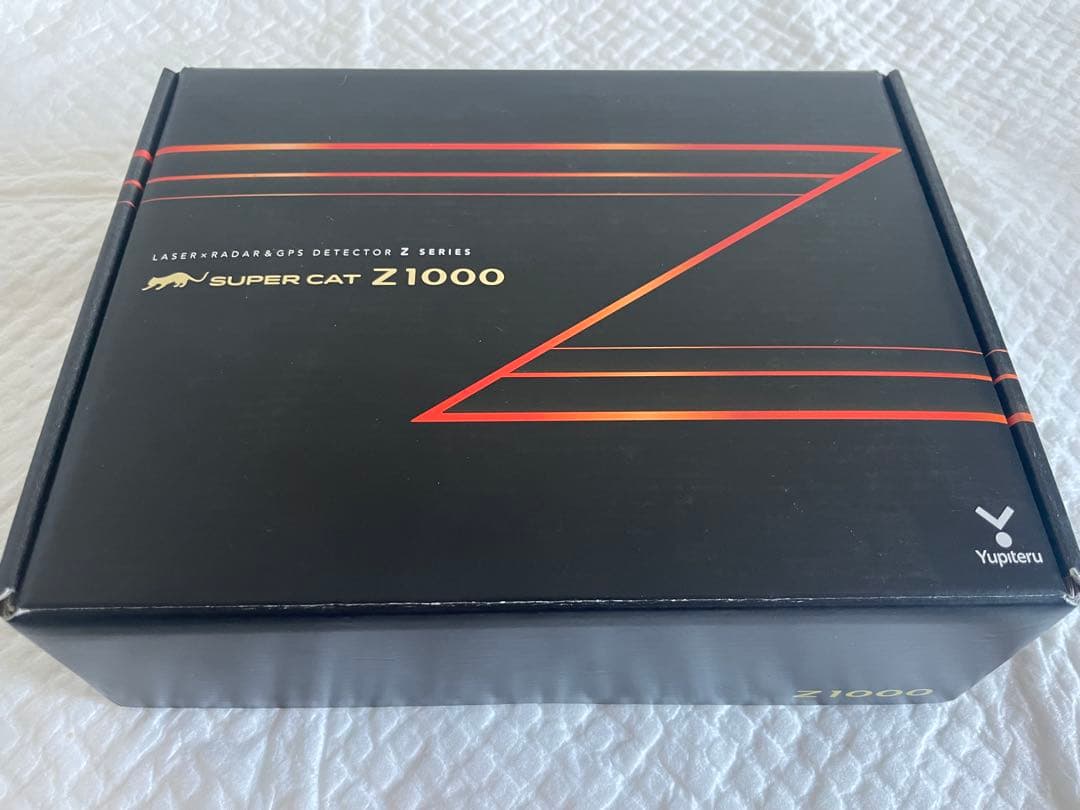 LASER×RADAR&GPS DETECTOR Z SERIES
SUPER CAT Z1000
Yupiteru
Z1000